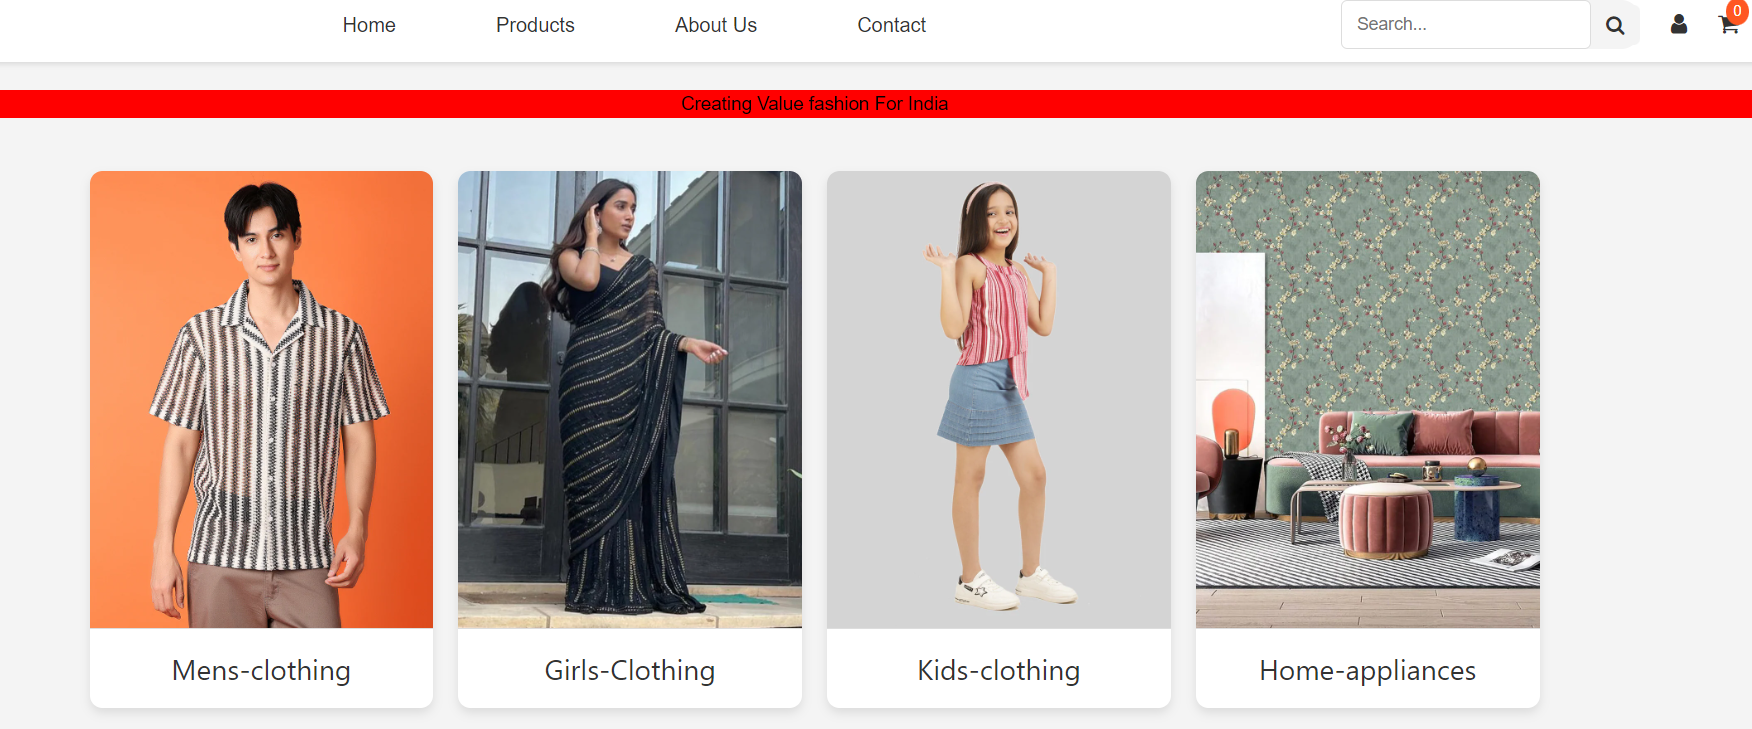 Home Products About Us Contact Search... 0
Creating Value fashion For India
Mens-clothing Girls-Clothing Kids-clothing Home-appliances